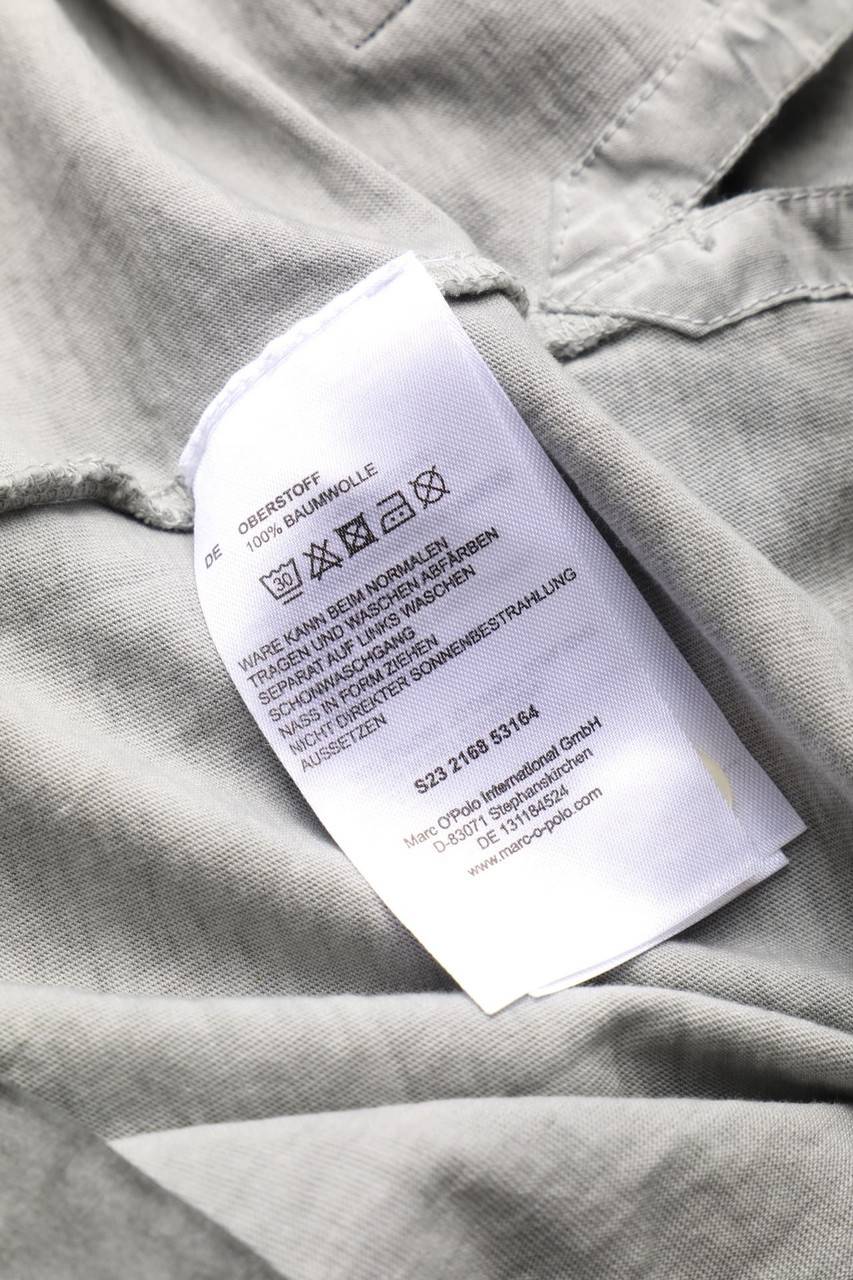 DE OBERSTOFF
100% BAUMWOLLE
30
WARE KANN BEIM NORMALEN
TRAGEN UND WASCHEN ABFÄRBEN
SEPARAT AUF LINKS WASCHEN
SCHONWASCHGANG
NASS IN FORM ZIEHEN
NICHT DIREKTER SONNENBESTRAHLUNG
AUSSETZEN
S23 2168 53164
Marc O'Polo International GmbH
D-83071 Stephanskirchen
DE 131184524
www.marc-o-polo.com